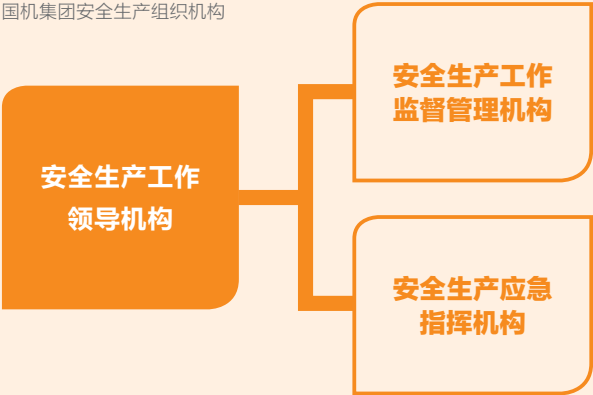 国机集团安全生产组织机构
安全生产工作
领导机构
安全生产工作
监督管理机构
安全生产应急
指挥机构